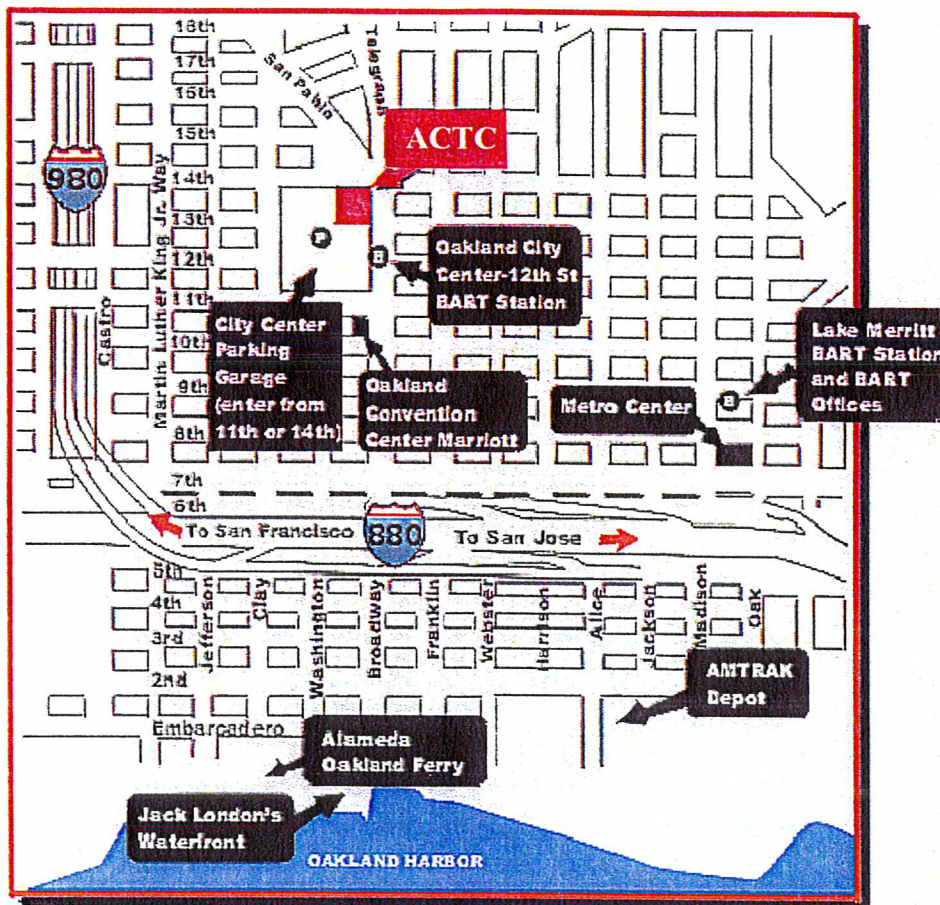 18th
17th
16th
15th
14th
13th
12th
11th
10th
9th
8th
7th
6th
5th
4th
3rd
2nd
Embarcadero
San Pablo
Telegraph
ACTC
980
Martin Luther King Jr. Way
Castro
P
B
Oakland City
Center-12th St
BART Station
City Center
Parking
Garage
(enter from
11th or 14th)
Oakland
Convention
Center Marriott
Metro Center
B
Lake Merritt
BART Station
and BART
Offices
To San Francisco
880
To San Jose
Jefferson
Clay
Washington
Broadway
Franklin
Webster
Harrison
Alice
Jackson
Madison
Oak
AMTRAK
Depot
Alameda
Oakland Ferry
Jack London's
Waterfront
OAKLAND HARBOR